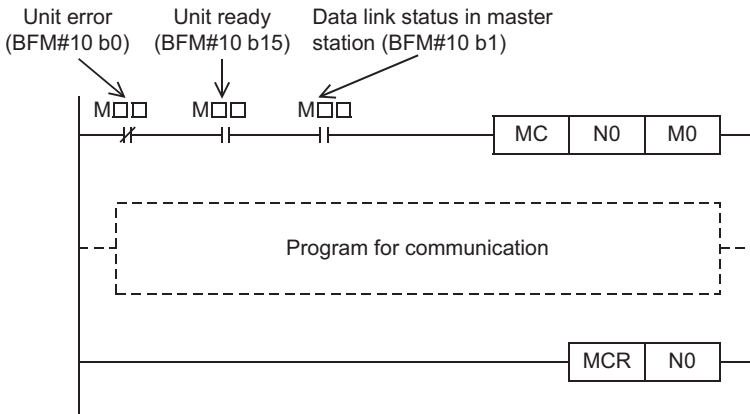 Unit error
(BFM#10 b0)
Unit ready
(BFM#10 b15)
Data link status in master
station (BFM#10 b1)
M□□ M□□ M□□
MC N0 M0
Program for communication
MCR N0